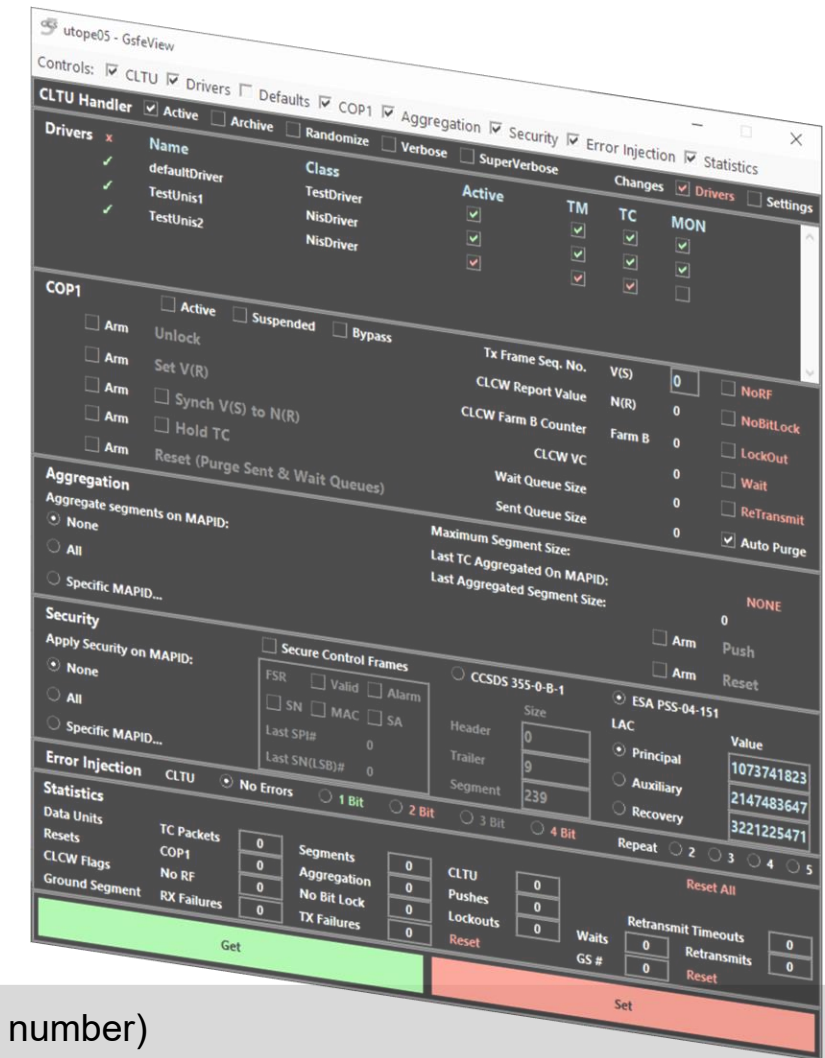 utope05 - GsfeView
Controls: CLTU Drivers Defaults COP1 Aggregation Security Error Injection Statistics
CLTU Handler Active Archive Randomize Verbose SuperVerbose Changes Drivers Settings
Drivers x Name Class Active TM TC MON
defaultDriver TestDriver
TestUnis1 NisDriver
TestUnis2 NisDriver
COP1 Active Suspended Bypass
Arm Unlock
Arm Set V(R)
Arm Synch V(S) to N(R)
Arm Hold TC
Arm Reset (Purge Sent & Wait Queues)
Tx Frame Seq. No. V(S) 0 NoRF
CLCW Report Value N(R) 0 NoBitLock
CLCW Farm B Counter Farm B 0 LockOut
CLCW VC 0 Wait
Wait Queue Size 0 ReTransmit
Sent Queue Size 0 Auto Purge
Aggregation
Aggregate segments on MAPID:
None
All
Specific MAPID...
Maximum Segment Size:
Last TC Aggregated On MAPID: NONE
Last Aggregated Segment Size: 0
Arm Push
Arm Reset
Security
Apply Security on MAPID:
None
All
Specific MAPID...
Secure Control Frames
FSR Valid Alarm
SN MAC SA
Last SPI# 0
Last SN(LSB)# 0
CCSDS 355-0-B-1
Size
Header 0
Trailer 9
Segment 239
ESA PSS-04-151
LAC Value
Principal 1073741823
Auxiliary 2147483647
Recovery 3221225471
Error Injection CLTU No Errors 1 Bit 2 Bit 3 Bit 4 Bit Repeat 2 3 4 5
Statistics Reset All
Data Units TC Packets 0 Segments 0 CLTU 0
Resets COP1 0 Aggregation 0 Pushes 0 Retransmit Timeouts 0
CLCW Flags No RF 0 No Bit Lock 0 Lockouts 0 Waits 0 Retransmits 0
Ground Segment RX Failures 0 TX Failures 0 Reset GS # 0 Reset
Get Set
number)